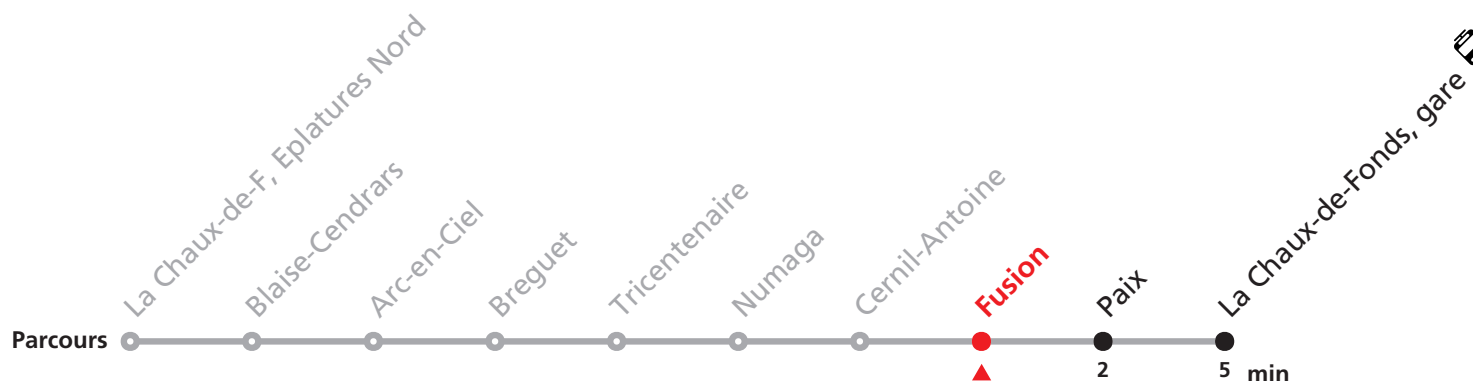 La Chaux-de-F, Eplatures Nord
Blaise-Cendrars
Arc-en-Ciel
Breguet
Tricentenaire
Numaga
Cernil-Antoine
Fusion
Paix
La Chaux-de-Fonds, gare
Parcours
2 5 min